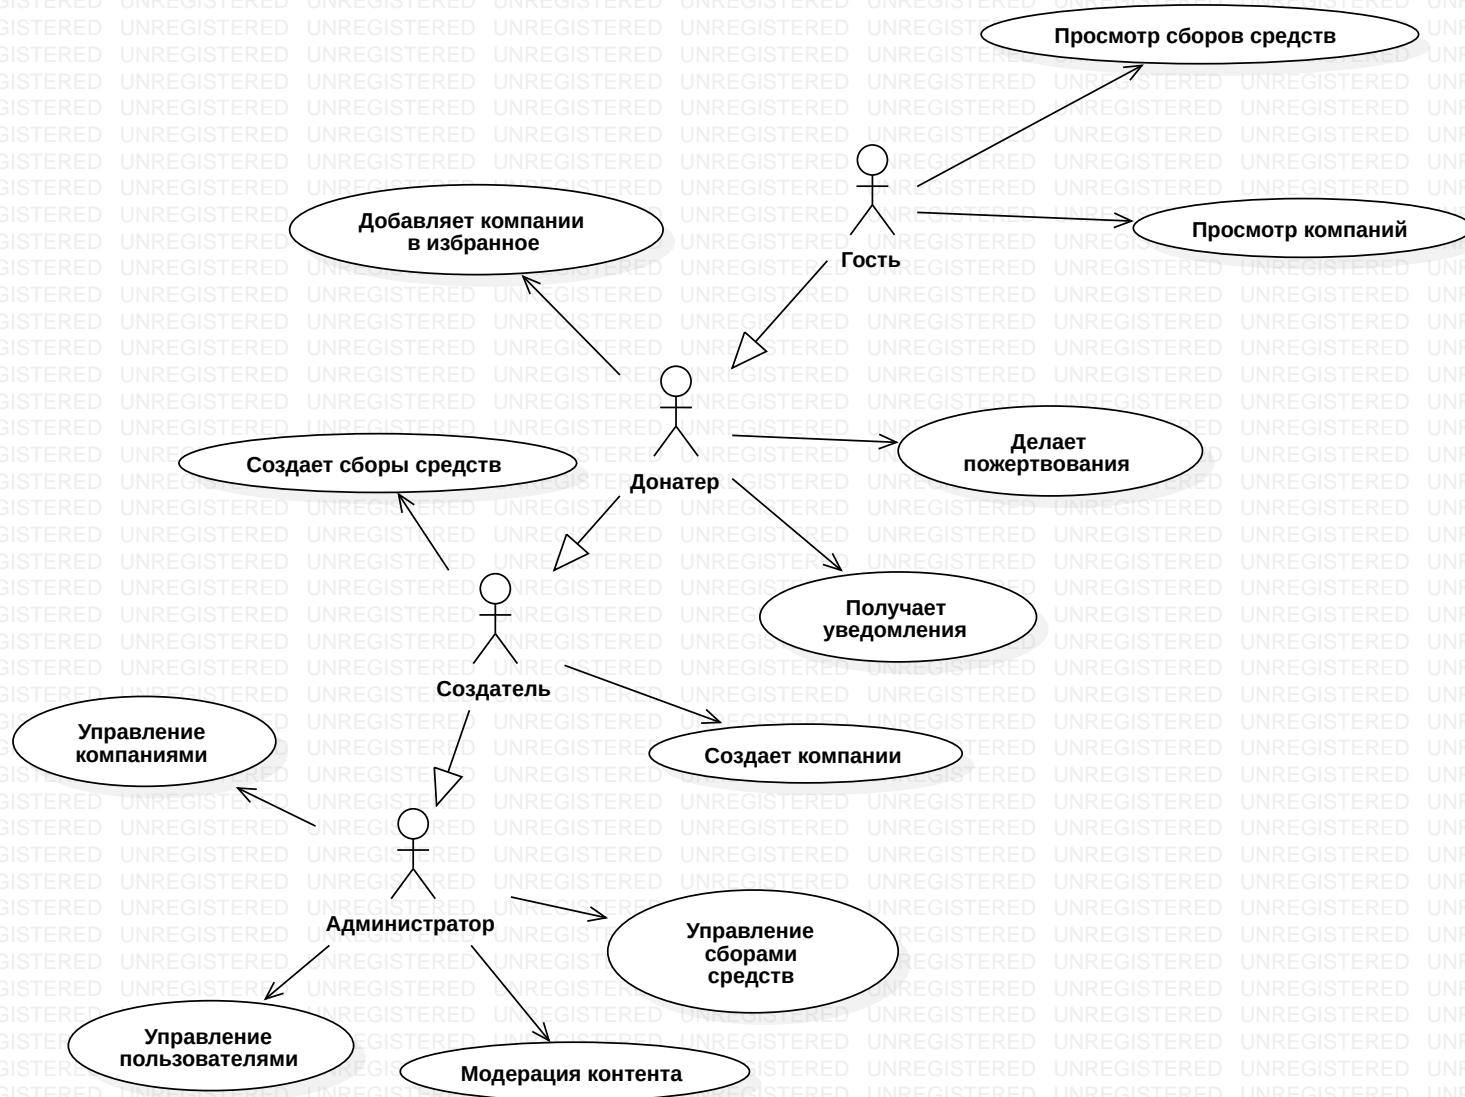 Просмотр сборов средств
Просмотр компаний
Гость
Добавляет компании
в избранное
Донатер
Делает
пожертвования
Создает сборы средств
Получает
уведомления
Создатель
Создает компании
Управление
компаниями
Администратор
Управление
сборами
средств
Управление
пользователями
Модерация контента
UNREGISTERED